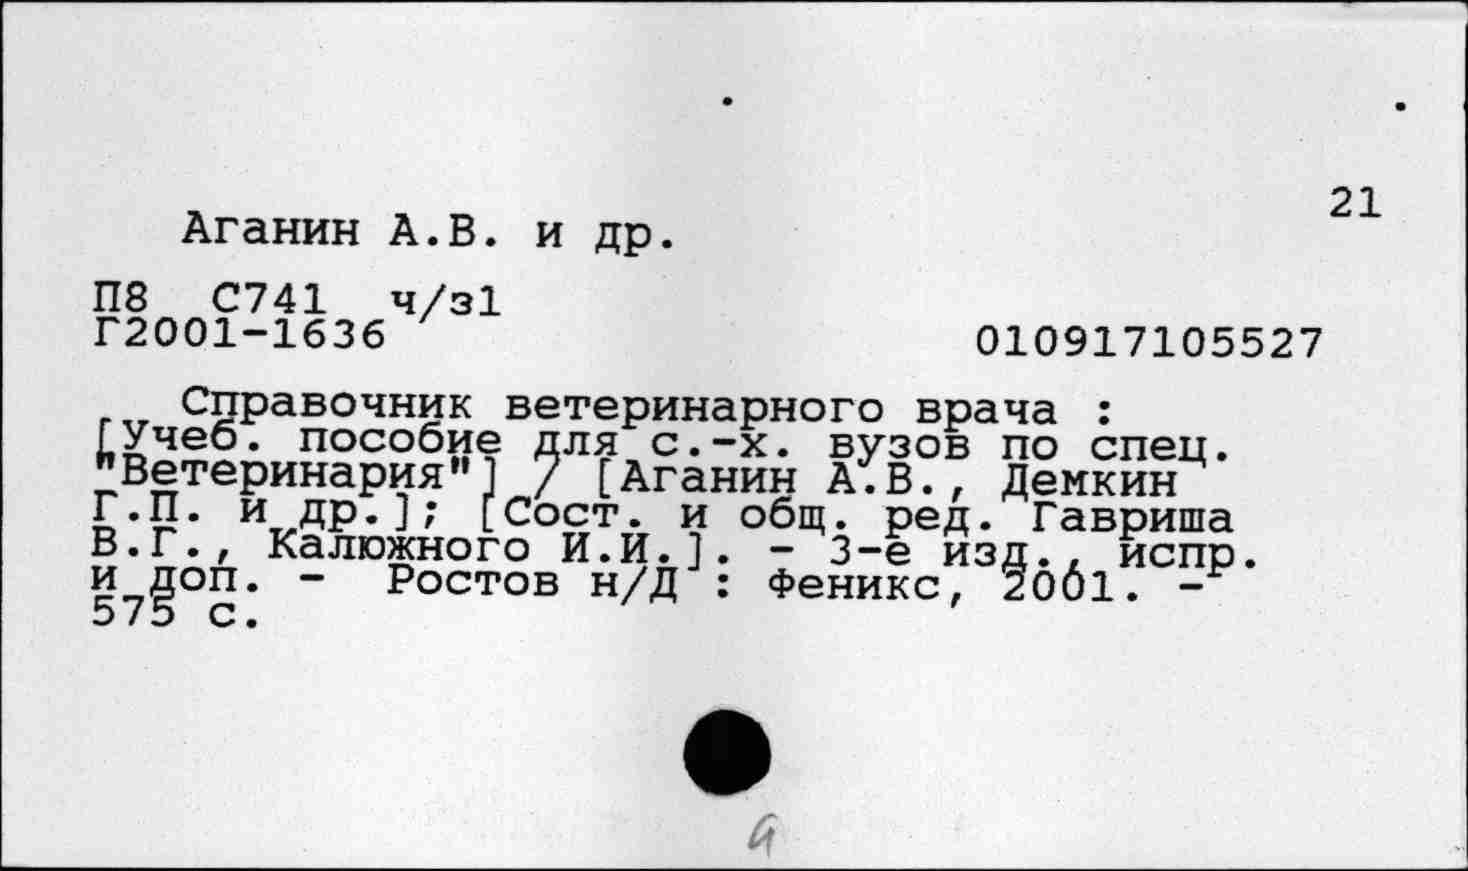 21
Аганин А.В. и др.
П8 С741 ч/з1
Г2001-1636
010917105527
Справочник ветеринарного врача :
[Учеб. пособие для с.-х. вузов по спец.
"Ветеринария"] / [Аганин А.В., Демкин
Г.П. и др.]; [Сост. и общ. ред. Гавриша
В.Г., Калюжного И.И.]. - 3-е изд., испр.
и доп. - Ростов н/Д : Феникс, 2001. -
575 с.